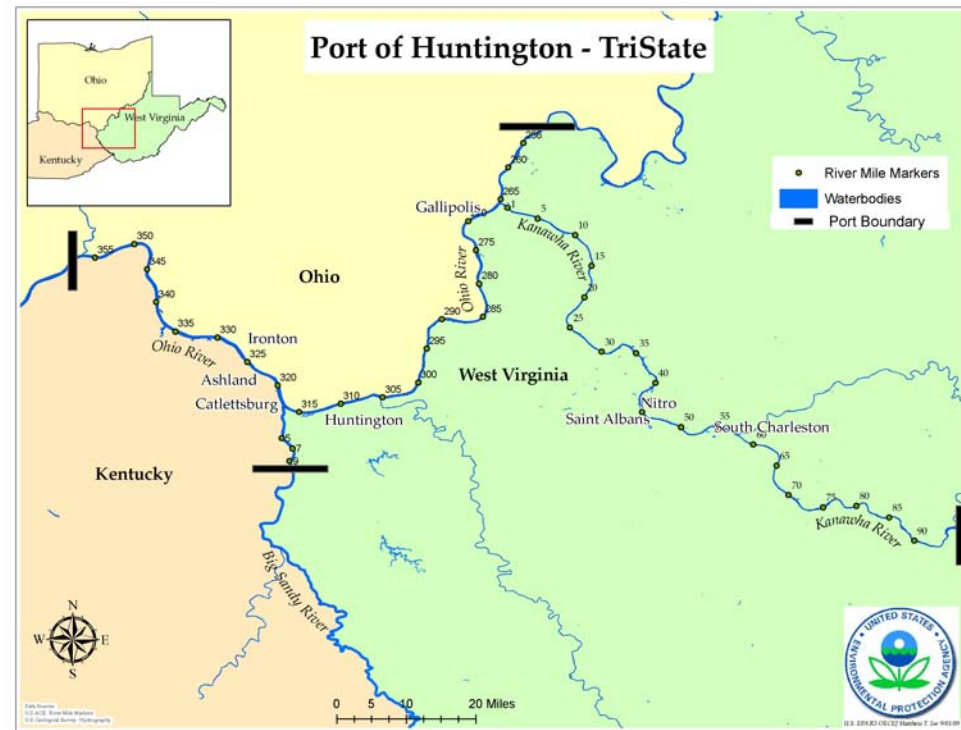 Port of Huntington - TriState
Ohio
West Virginia
Kentucky
River Mile Markers
Waterbodies
Port Boundary
260
265
1
Gallipolis
5
Kanawha River
10
15
20
25
30
35
40
Nitro
Saint Albans
50
55
South Charleston
60
65
70
75
80
85
90
Kanawha River
355
350
345
340
335
330
Ohio River
Ironton
325
Ashland
320
Catlettsburg
315
310
305
Huntington
300
295
290
285
280
275
Ohio River
Ohio
West Virginia
Kentucky
5
7
9
Big Sandy River
N
W
E
S
0 5 10 20 Miles
UNITED STATES
ENVIRONMENTAL PROTECTION AGENCY